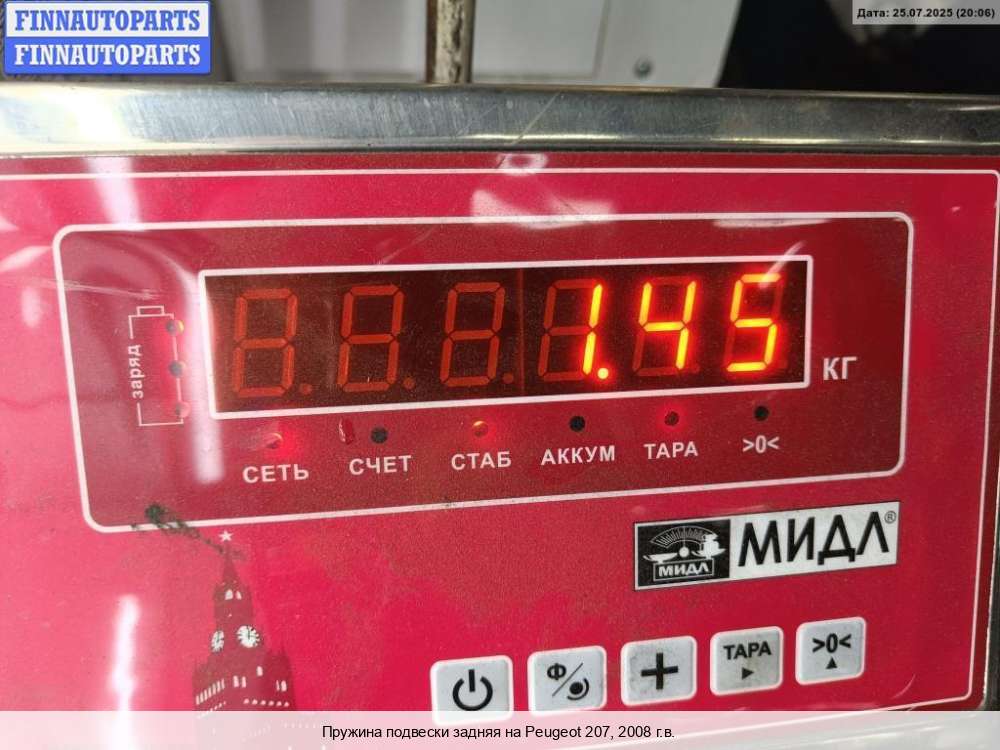 FINNAUTOPARTS
FINNAUTOPARTS
Дата: 25.07.2025 (20:06)
заряд
1.45
КГ
СЕТЬ СЧЕТ СТАБ АККУМ ТАРА >0<
МИДЛ МИДЛ®
Ф + ТАРА >0<
Пружина подвески задняя на Peugeot 207, 2008 г.в.